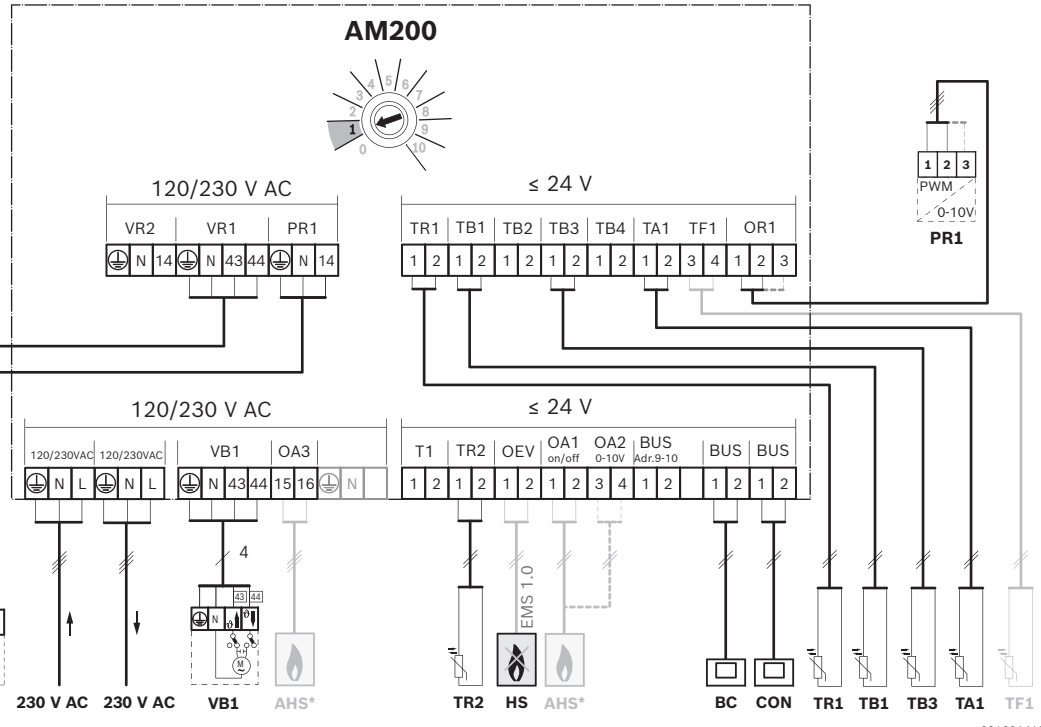 AM200
0 1 2 3 4 5 6 7 8 9 10
120/230 V AC
≤ 24 V
VR2 VR1 PR1
TR1 TB1 TB2 TB3 TB4 TA1 TF1 OR1
N 14 N 43 44 N 14
1 2 1 2 1 2 1 2 1 2 1 2 3 4 1 2 3
1 2 3
PWM
0-10V
PR1
120/230 V AC
≤ 24 V
120/230VAC 120/230VAC VB1 OA3
T1 TR2 OEV OA1 on/off OA2 0-10V BUS Adr.9-10 BUS BUS
N L N L N 43 44 15 16 N
1 2 1 2 1 2 1 2 3 4 1 2 1 2 1 2
4
43 44
N
M
EMS 1.0
230 V AC 230 V AC VB1 AHS* TR2 HS AHS* BC CON TR1 TB1 TB3 TA1 TF1